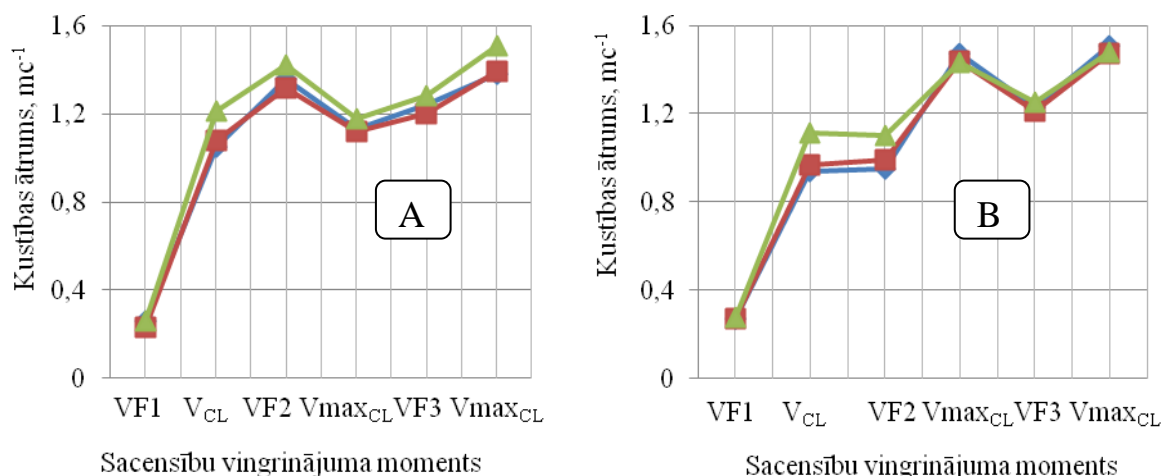 Kustības ātrums, mc⁻¹
1,6
1,2
0,8
0,4
0
A
VF1 V_CL VF2 Vmax_CL VF3 Vmax_CL
Sacensību vingrinājuma moments
Kustības ātrums, mc⁻¹
1,6
1,2
0,8
0,4
0
B
VF1 V_CL VF2 Vmax_CL VF3 Vmax_CL
Sacensību vingrinājuma moments